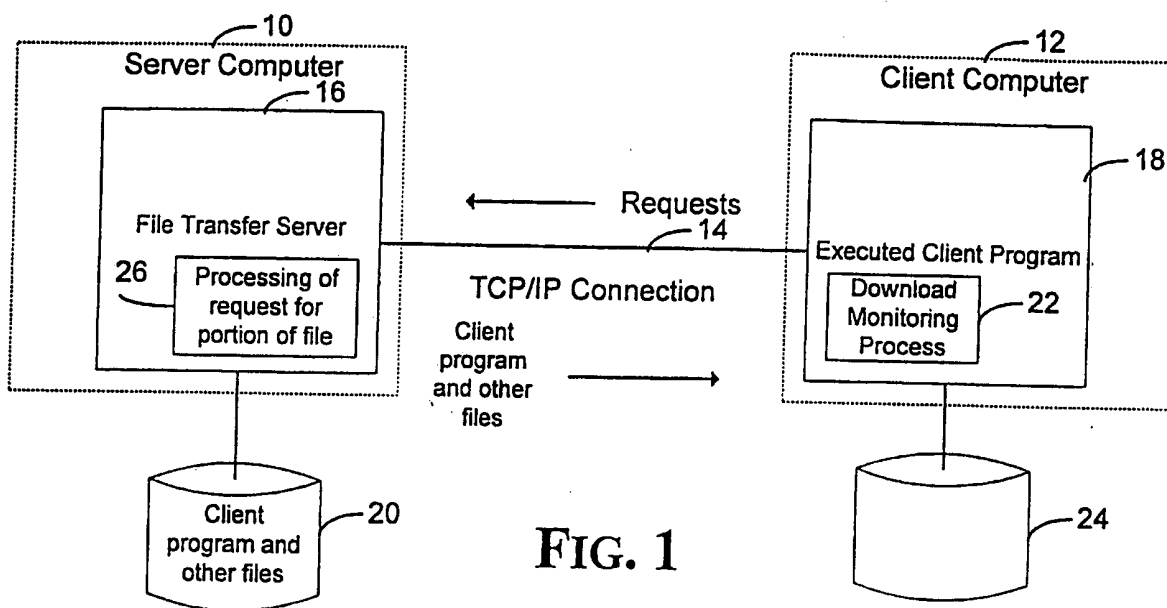 10
Server Computer
16
File Transfer Server
26
Processing of
request for
portion of file
Requests
14
TCP/IP Connection
Client
program
and other
files
12
Client Computer
18
Executed Client Program
Download
Monitoring
Process
22
Client
program and
other files
20
24
FIG. 1